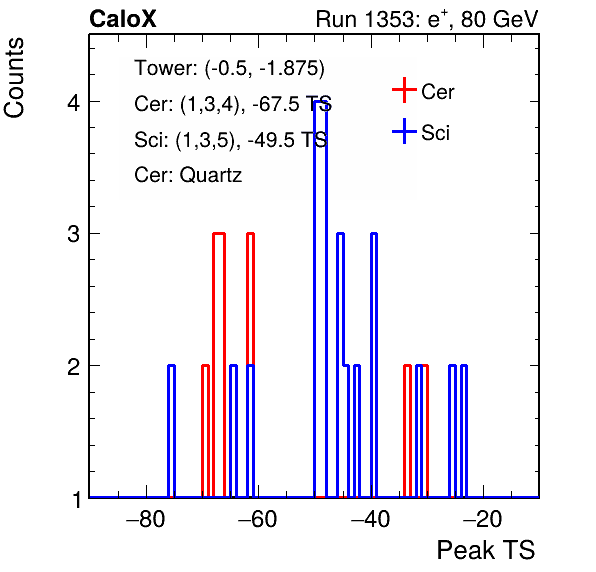 CaloX Run 1353: e⁺, 80 GeV
Counts
Tower: (-0.5, -1.875)
Cer: (1,3,4), -67.5 TS
Sci: (1,3,5), -49.5 TS
Cer: Quartz
Cer
Sci
4
3
2
1
−80 −60 −40 −20
Peak TS